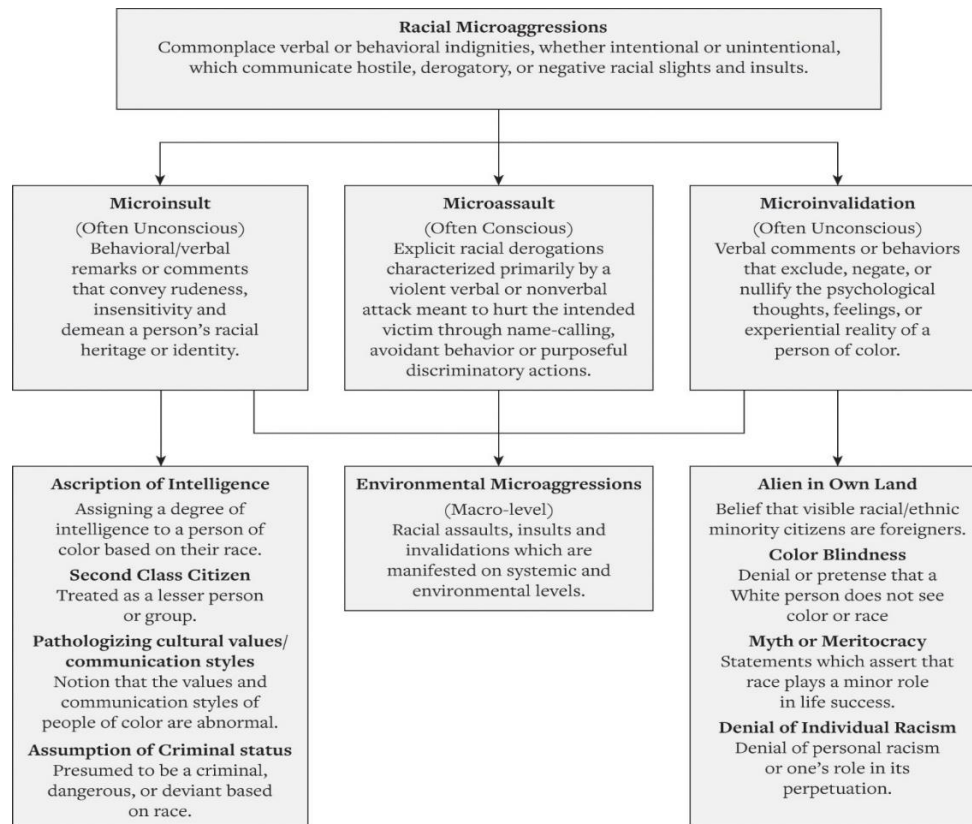 Racial Microaggressions
Commonplace verbal or behavioral indignities, whether intentional or unintentional,
which communicate hostile, derogatory, or negative racial slights and insults.
Microinsult
(Often Unconscious)
Behavioral/verbal
remarks or comments
that convey rudeness,
insensitivity and
demean a person's racial
heritage or identity.
Microassault
(Often Conscious)
Explicit racial derogations
characterized primarily by a
violent verbal or nonverbal
attack meant to hurt the intended
victim through name-calling,
avoidant behavior or purposeful
discriminatory actions.
Microinvalidation
(Often Unconscious)
Verbal comments or behaviors
that exclude, negate, or
nullify the psychological
thoughts, feelings, or
experiential reality of a
person of color.
Ascription of Intelligence
Assigning a degree of
intelligence to a person of
color based on their race.
Second Class Citizen
Treated as a lesser person
or group.
Pathologizing cultural values/
communication styles
Notion that the values and
communication styles of
people of color are abnormal.
Assumption of Criminal status
Presumed to be a criminal,
dangerous, or deviant based
on race.
Environmental Microaggressions
(Macro-level)
Racial assaults, insults and
invalidations which are
manifested on systemic and
environmental levels.
Alien in Own Land
Belief that visible racial/ethnic
minority citizens are foreigners.
Color Blindness
Denial or pretense that a
White person does not see
color or race
Myth or Meritocracy
Statements which assert that
race plays a minor role
in life success.
Denial of Individual Racism
Denial of personal racism
or one's role in its
perpetuation.